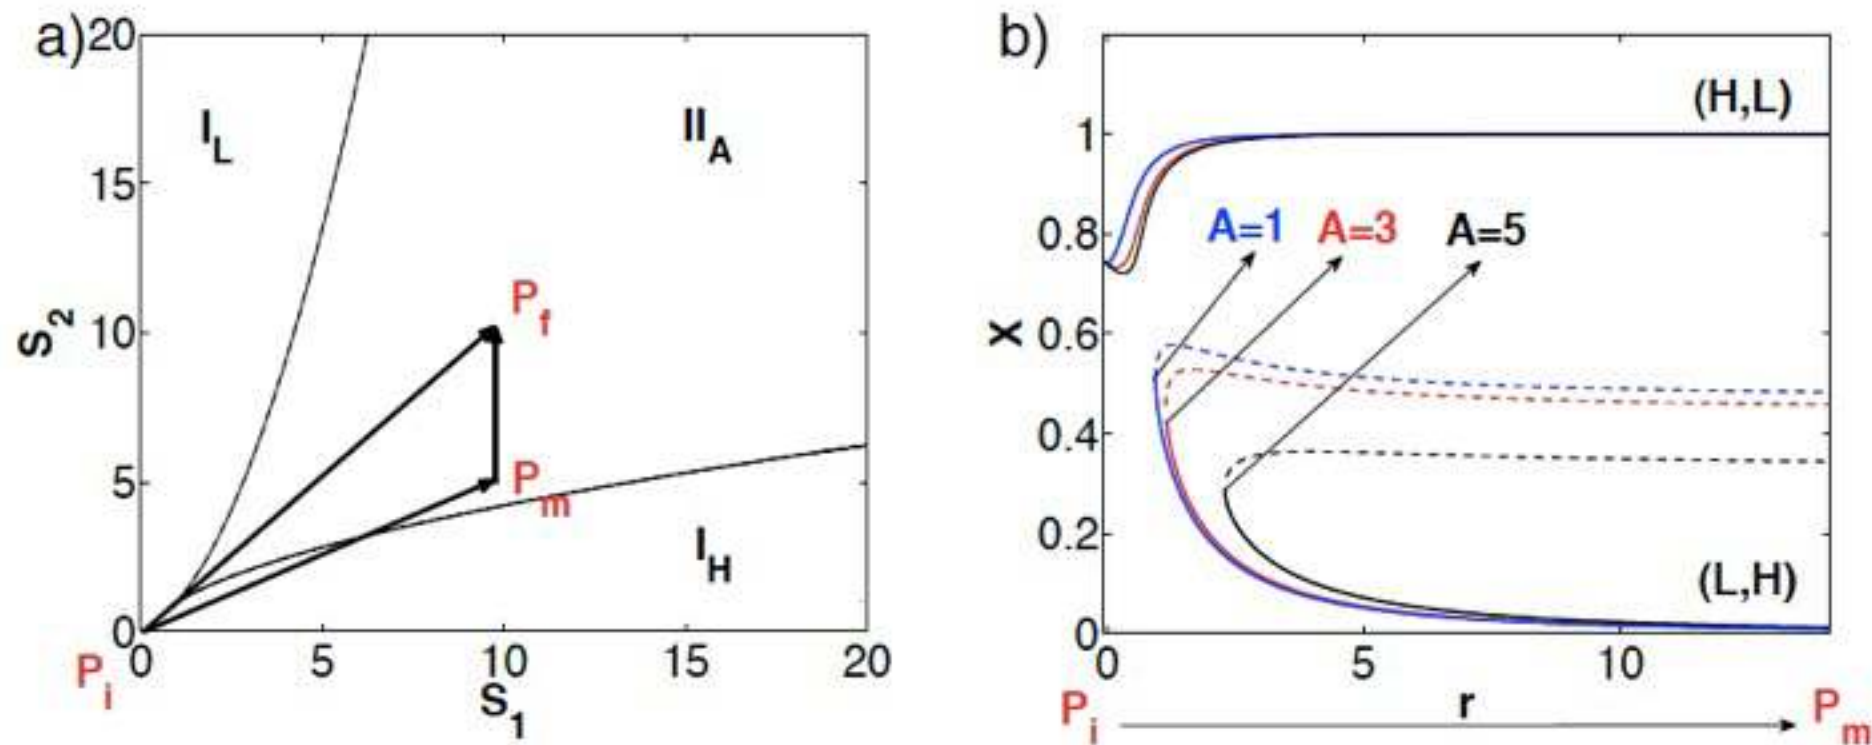 a)
20
15
10
5
0
S2
I_L
II_A
P_f
P_m
I_H
0 5 10 15 20
P_i
S_1
b)
(H,L)
1
0.8
0.6
0.4
0.2
0
X
A=1 A=3 A=5
(L,H)
0 5 10
r
P_i P_m